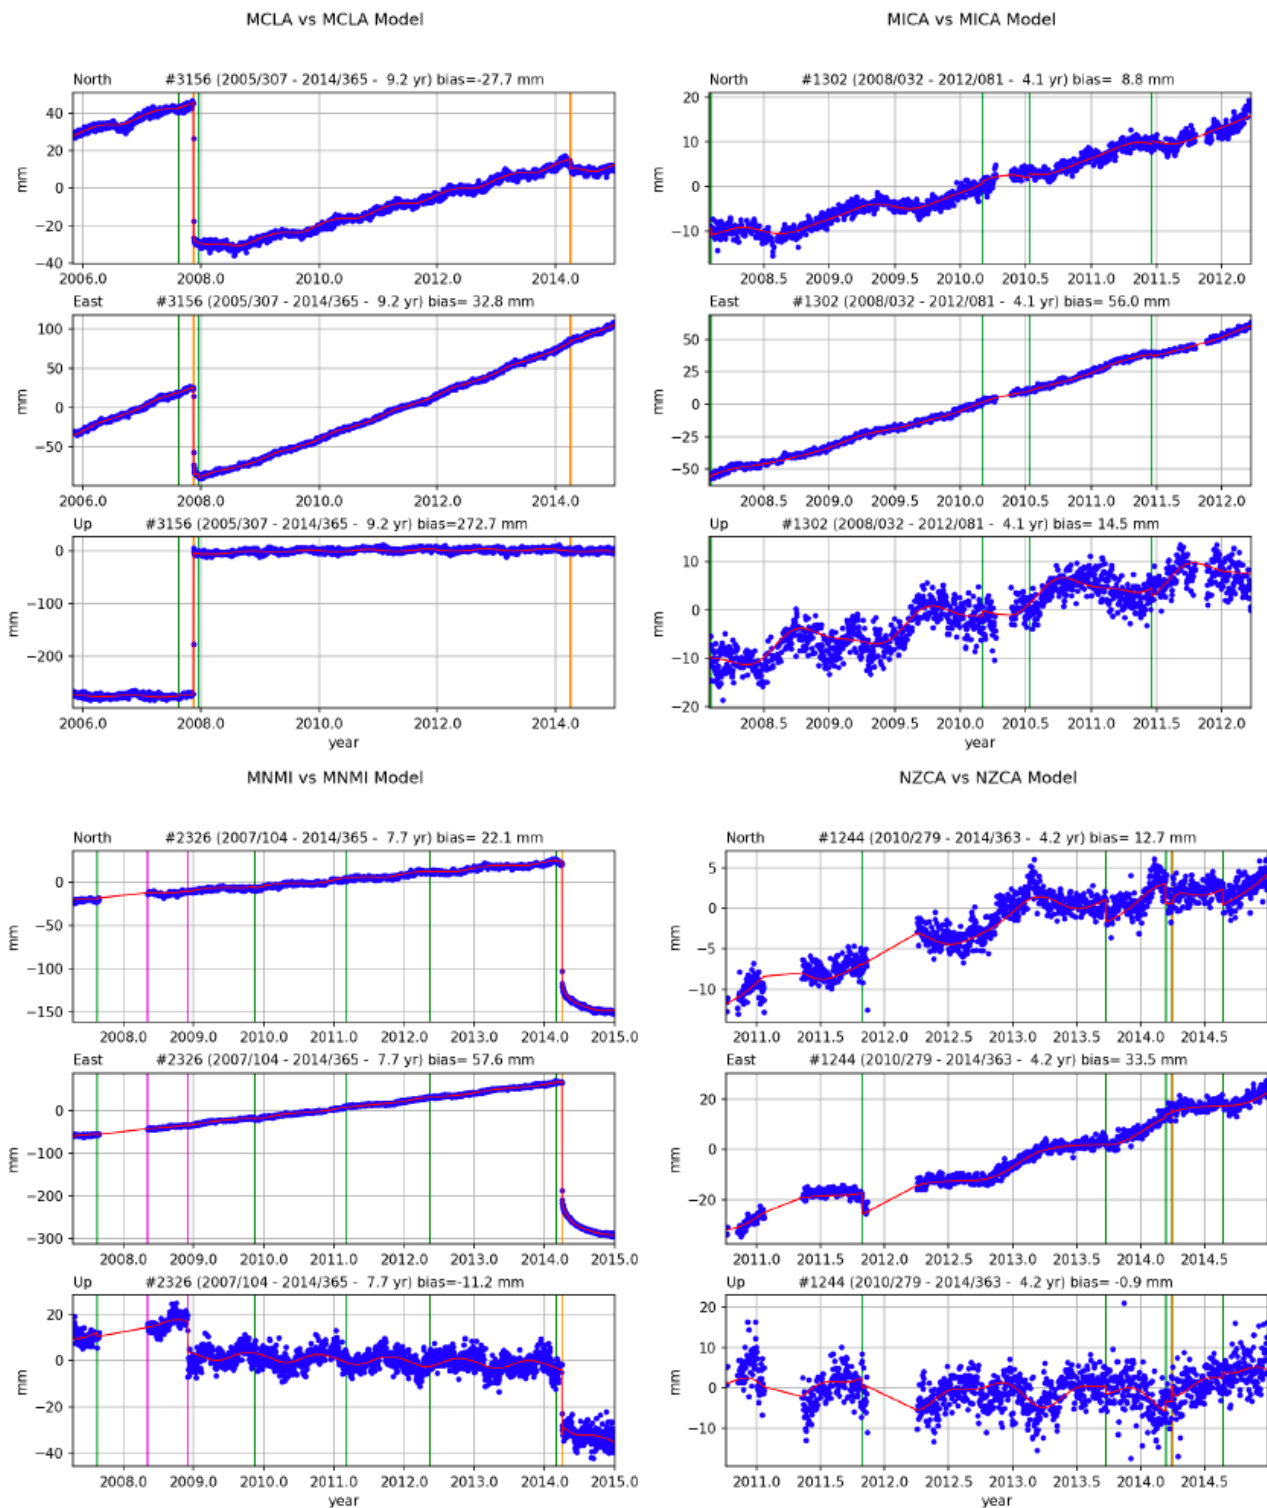 MCLA vs MCLA Model
North #3156 (2005/307 - 2014/365 - 9.2 yr) bias=-27.7 mm
40
20
0
−20
−40
mm
2006.0 2008.0 2010.0 2012.0 2014.0
East #3156 (2005/307 - 2014/365 - 9.2 yr) bias= 32.8 mm
100
50
0
−50
mm
2006.0 2008.0 2010.0 2012.0 2014.0
Up #3156 (2005/307 - 2014/365 - 9.2 yr) bias=272.7 mm
0
−100
−200
mm
2006.0 2008.0 2010.0 2012.0 2014.0
year
MICA vs MICA Model
North #1302 (2008/032 - 2012/081 - 4.1 yr) bias= 8.8 mm
20
10
0
−10
mm
2008.5 2009.0 2009.5 2010.0 2010.5 2011.0 2011.5 2012.0
East #1302 (2008/032 - 2012/081 - 4.1 yr) bias= 56.0 mm
50
25
0
−25
−50
mm
2008.5 2009.0 2009.5 2010.0 2010.5 2011.0 2011.5 2012.0
Up #1302 (2008/032 - 2012/081 - 4.1 yr) bias= 14.5 mm
10
0
−10
−20
mm
2008.5 2009.0 2009.5 2010.0 2010.5 2011.0 2011.5 2012.0
year
MNMI vs MNMI Model
North #2326 (2007/104 - 2014/365 - 7.7 yr) bias= 22.1 mm
0
−50
−100
−150
mm
2008.0 2009.0 2010.0 2011.0 2012.0 2013.0 2014.0 2015.0
East #2326 (2007/104 - 2014/365 - 7.7 yr) bias= 57.6 mm
0
−100
−200
−300
mm
2008.0 2009.0 2010.0 2011.0 2012.0 2013.0 2014.0 2015.0
Up #2326 (2007/104 - 2014/365 - 7.7 yr) bias=-11.2 mm
20
0
−20
−40
mm
2008.0 2009.0 2010.0 2011.0 2012.0 2013.0 2014.0 2015.0
year
NZCA vs NZCA Model
North #1244 (2010/279 - 2014/363 - 4.2 yr) bias= 12.7 mm
5
0
−5
−10
mm
2011.0 2011.5 2012.0 2012.5 2013.0 2013.5 2014.0 2014.5
East #1244 (2010/279 - 2014/363 - 4.2 yr) bias= 33.5 mm
20
0
−20
mm
2011.0 2011.5 2012.0 2012.5 2013.0 2013.5 2014.0 2014.5
Up #1244 (2010/279 - 2014/363 - 4.2 yr) bias= -0.9 mm
20
10
0
−10
mm
2011.0 2011.5 2012.0 2012.5 2013.0 2013.5 2014.0 2014.5
year